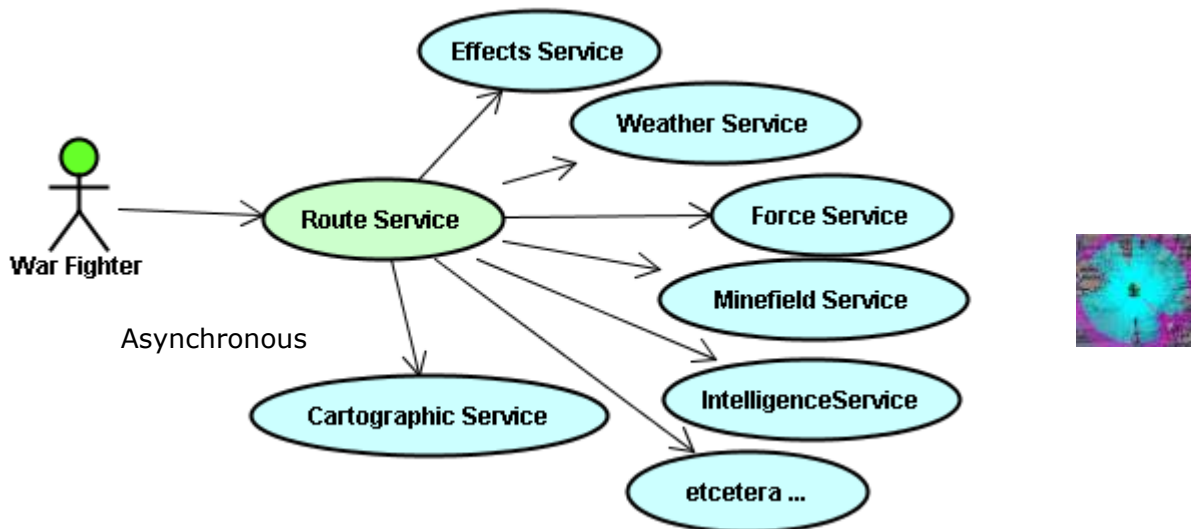 Effects Service
Weather Service
Route Service
Force Service
War Fighter
Minefield Service
Asynchronous
IntelligenceService
Cartographic Service
etcetera ...